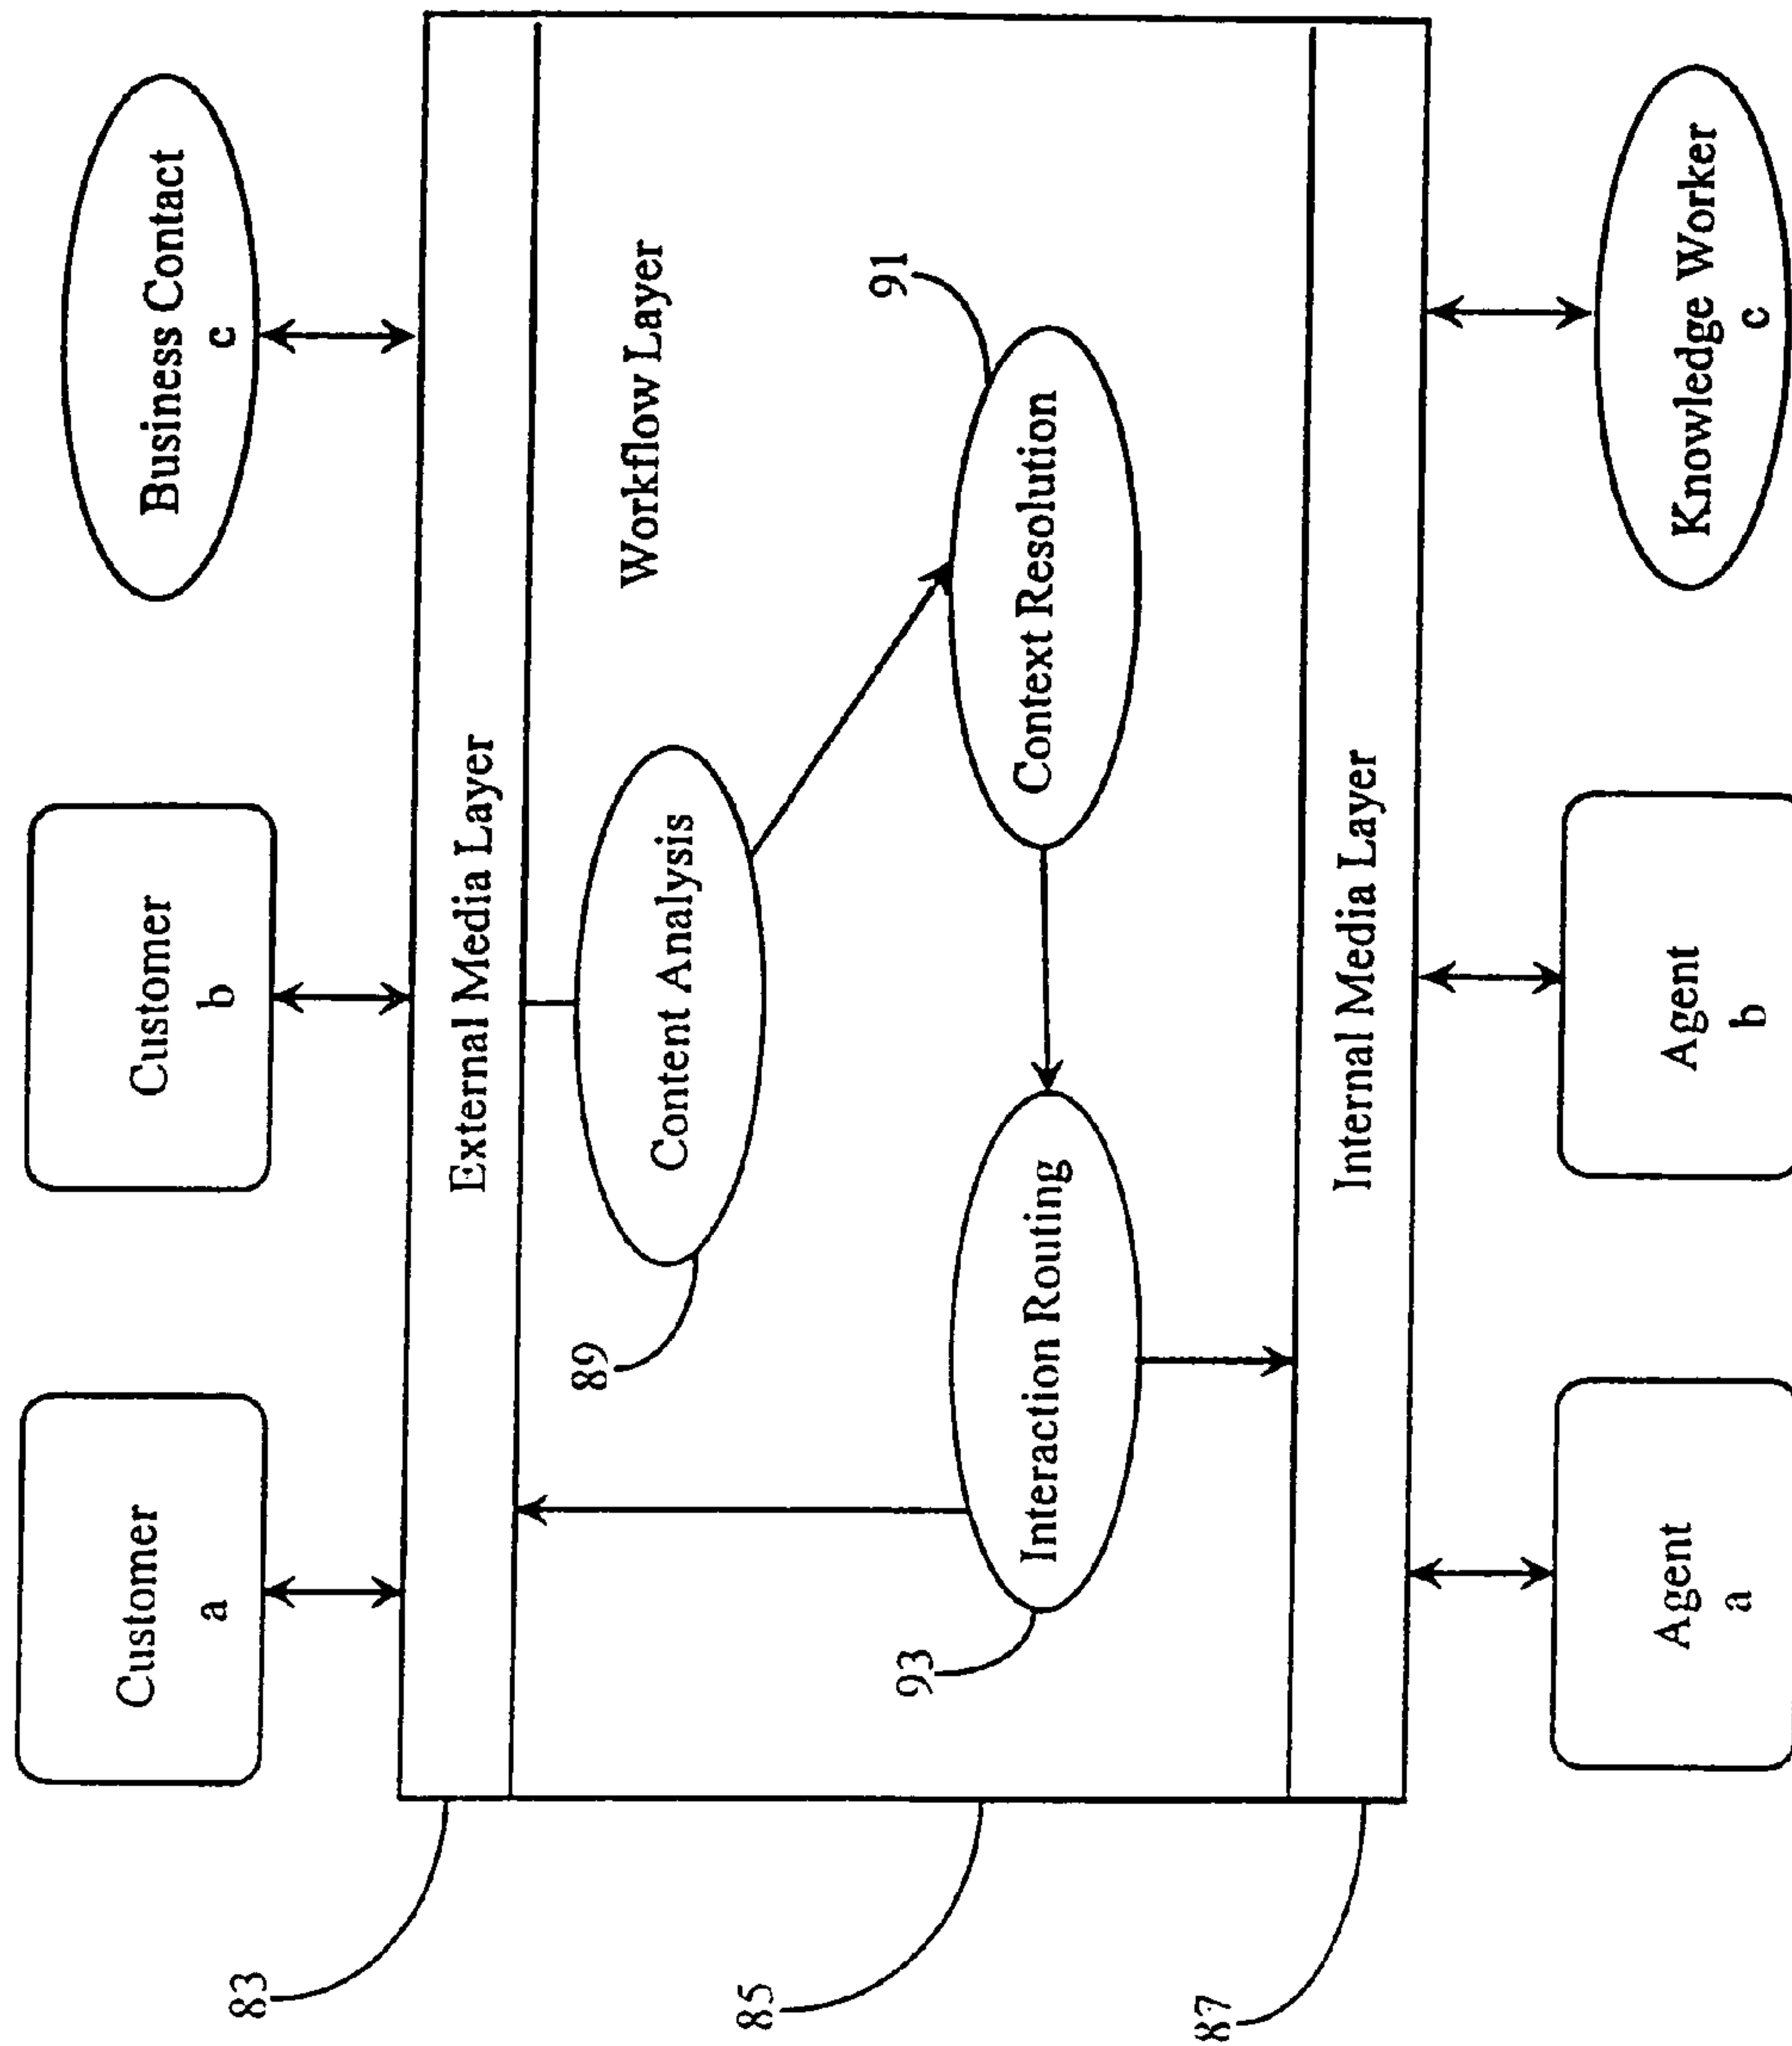 Customer
a
Customer
b
Business Contact
c
83
External Media Layer
85
Workflow Layer
89
Content Analysis
91
Context Resolution
93
Interaction Routing
87
Internal Media Layer
Agent
a
Agent
b
Knowledge Worker
c